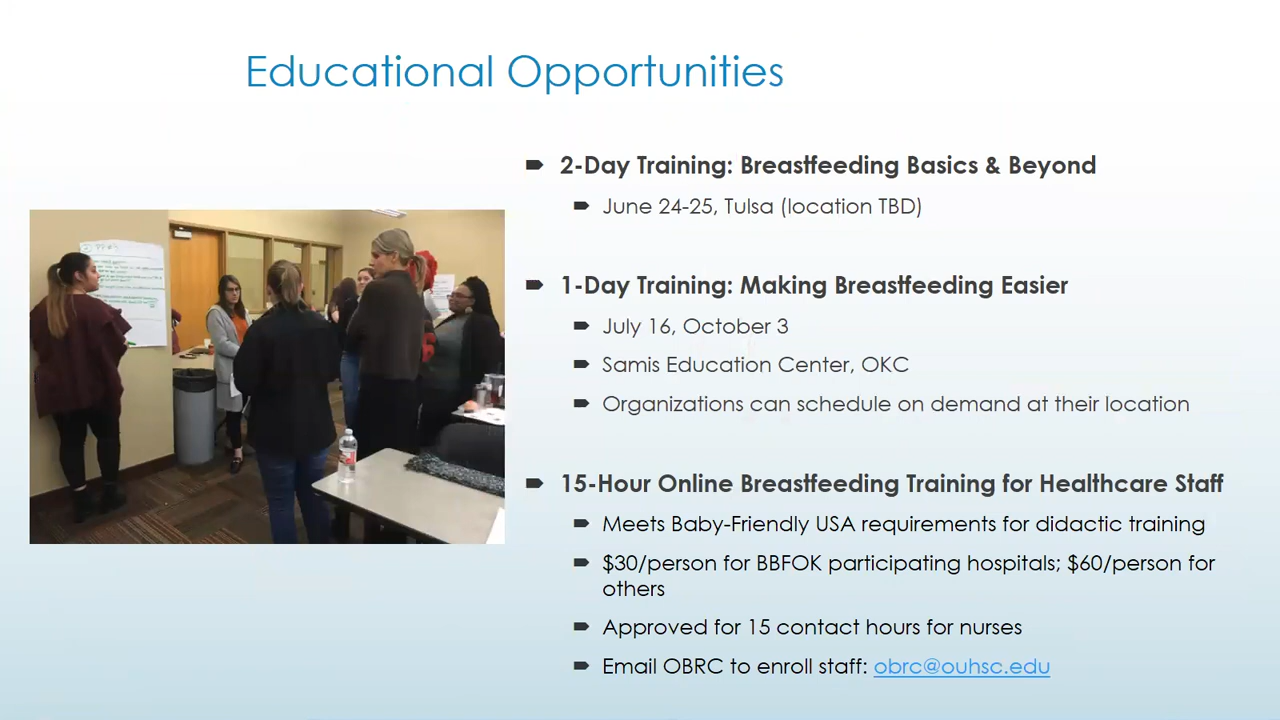 Educational Opportunities
2-Day Training: Breastfeeding Basics & Beyond
June 24-25, Tulsa (location TBD)
1-Day Training: Making Breastfeeding Easier
July 16, October 3
Samis Education Center, OKC
Organizations can schedule on demand at their location
15-Hour Online Breastfeeding Training for Healthcare Staff
Meets Baby-Friendly USA requirements for didactic training
$30/person for BBFOK participating hospitals; $60/person for
others
Approved for 15 contact hours for nurses
Email OBRC to enroll staff: obrc@ouhsc.edu